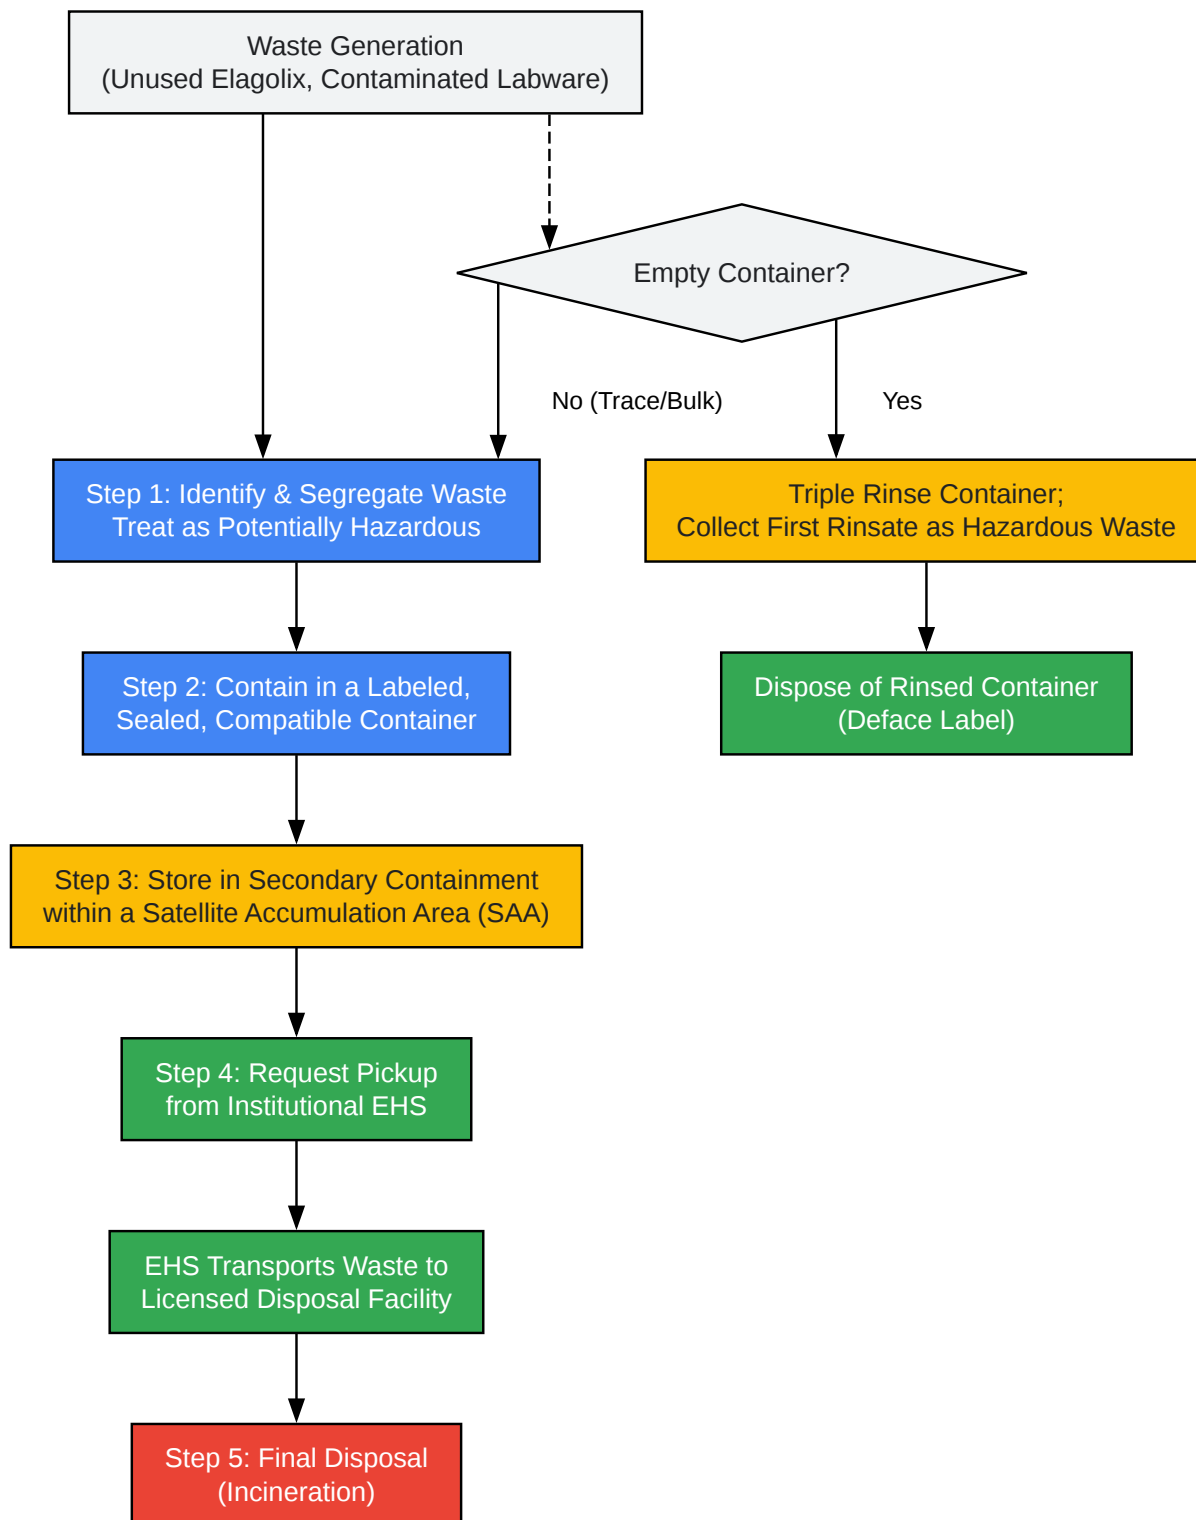 Waste Generation
(Unused Elagolix, Contaminated Labware)
Empty Container?
No (Trace/Bulk)
Yes
Step 1: Identify & Segregate Waste
Treat as Potentially Hazardous
Triple Rinse Container;
Collect First Rinsate as Hazardous Waste
Step 2: Contain in a Labeled,
Sealed, Compatible Container
Dispose of Rinsed Container
(Deface Label)
Step 3: Store in Secondary Containment
within a Satellite Accumulation Area (SAA)
Step 4: Request Pickup
from Institutional EHS
EHS Transports Waste to
Licensed Disposal Facility
Step 5: Final Disposal
(Incineration)